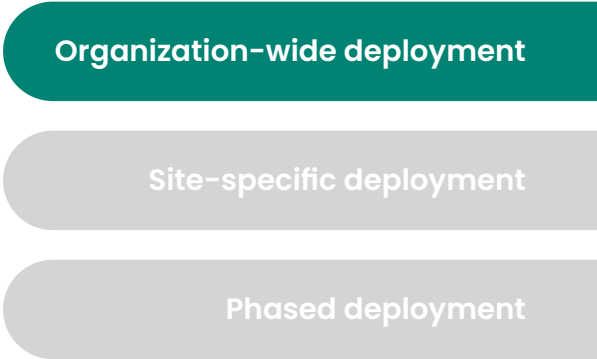 Organization-wide deployment
Site-specific deployment
Phased deployment